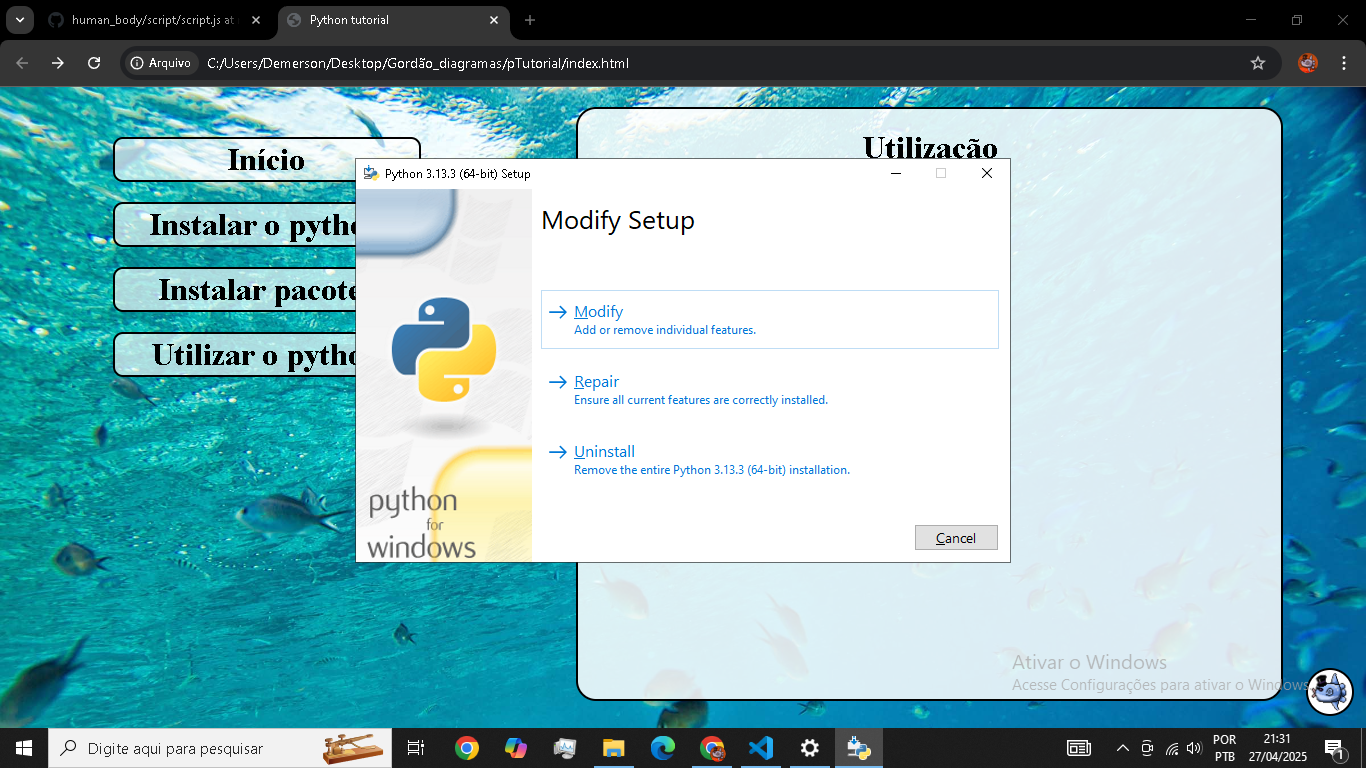 human_body/script/script.js at
Python tutorial
Arquivo
C:/Users/Demerson/Desktop/Gordão_diagramas/pTutorial/index.html
Início
Instalar o pytho
Instalar pacote
Utilizar o pytho
Utilização
Python 3.13.3 (64-bit) Setup
Modify Setup
Modify
Add or remove individual features.
Repair
Ensure all current features are correctly installed.
Uninstall
Remove the entire Python 3.13.3 (64-bit) installation.
python
for
windows
Cancel
Ativar o Windows
Acesse Configurações para ativar o Windows
Digite aqui para pesquisar
POR
PTB
21:31
27/04/2025
1